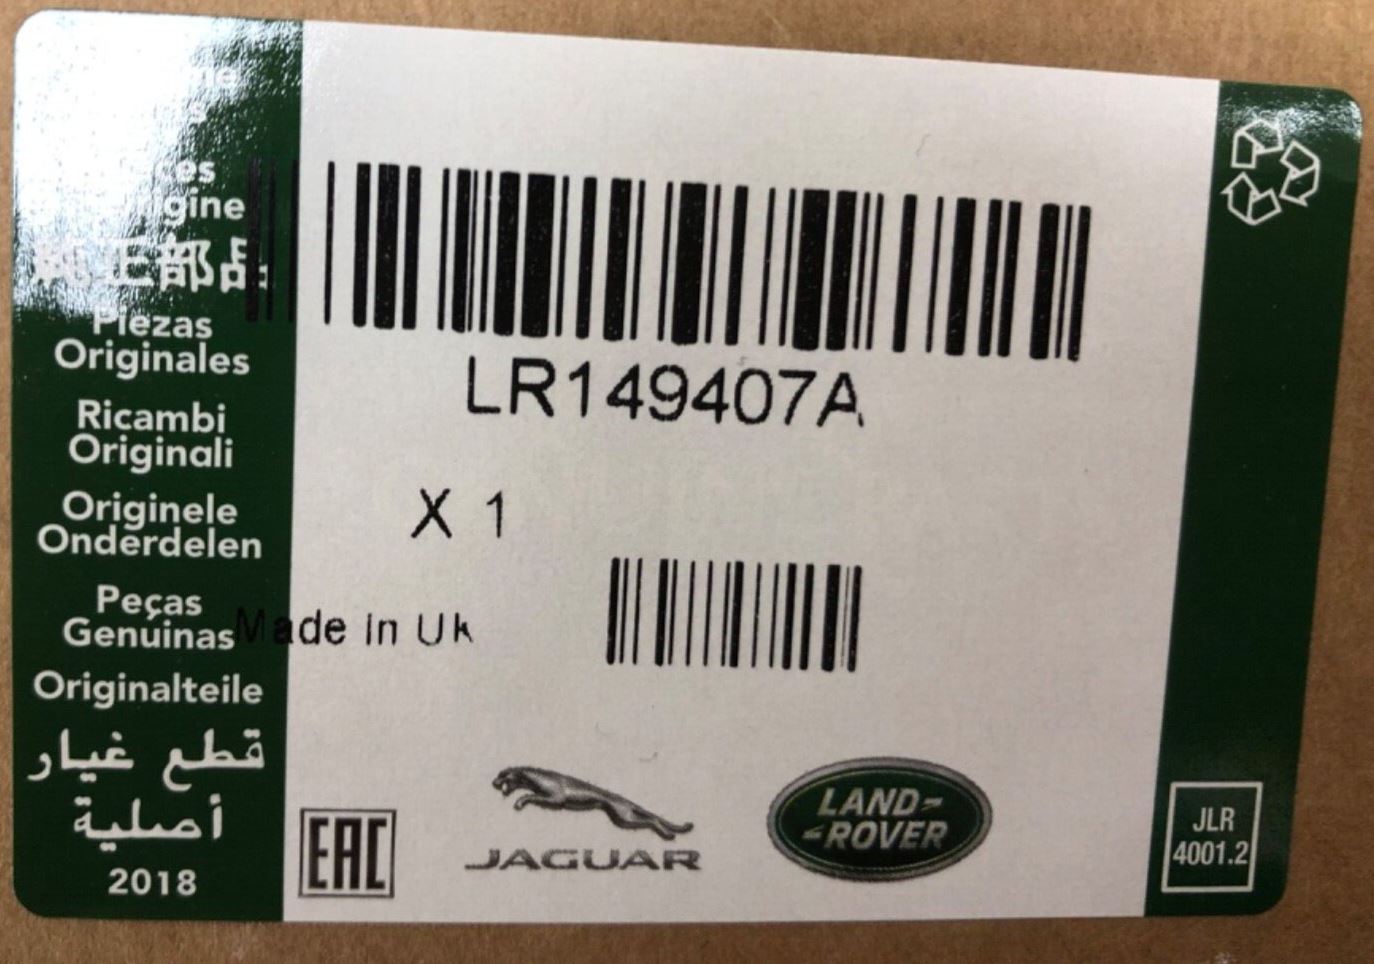 Piezas
Originales
Ricambi
Originali
Originele
Onderdelen
Peças
Genuinas
Originalteile
قطع غيار
أصلية
2018
LR149407A
X 1
Made in Uk
EAC
JAGUAR
LAND-
-ROVER
JLR
4001.2